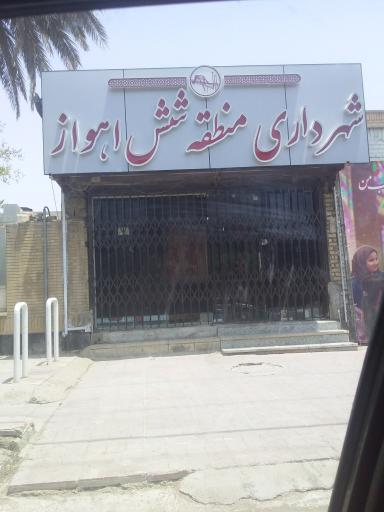 شهرداری منطقه شش اهواز